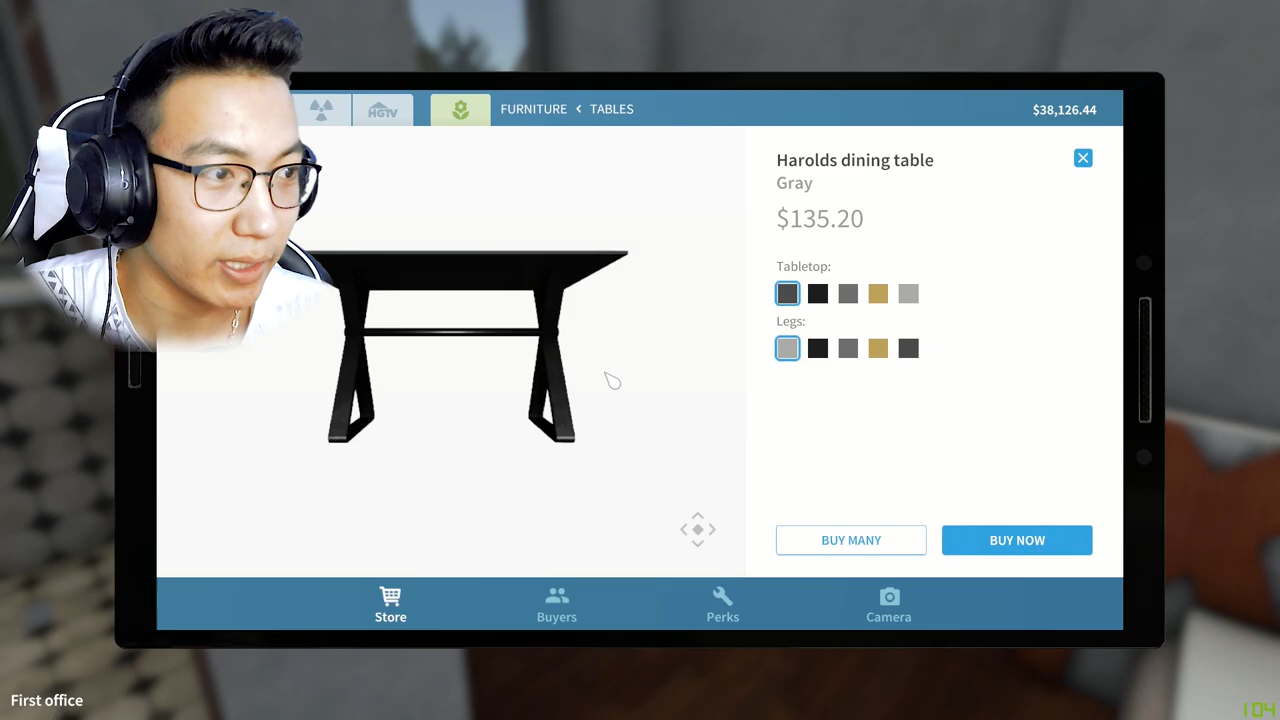 HGTV
FURNITURE < TABLES
$38,126.44
Harolds dining table
Gray
$135.20
Tabletop:
Legs:
BUY MANY
BUY NOW
Store
Buyers
Perks
Camera
First office
104